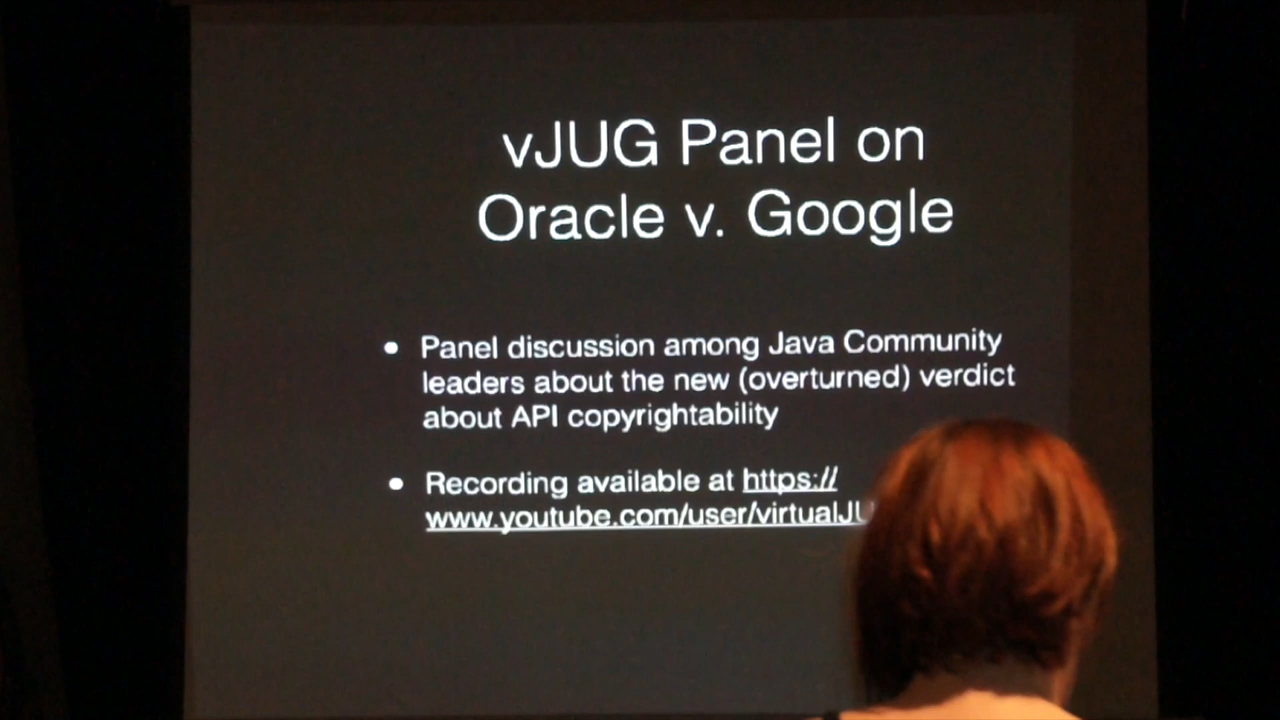 vJUG Panel on
Oracle v. Google
• Panel discussion among Java Community
leaders about the new (overturned) verdict
about API copyrightability
• Recording available at https://
www.youtube.com/user/virtualJU